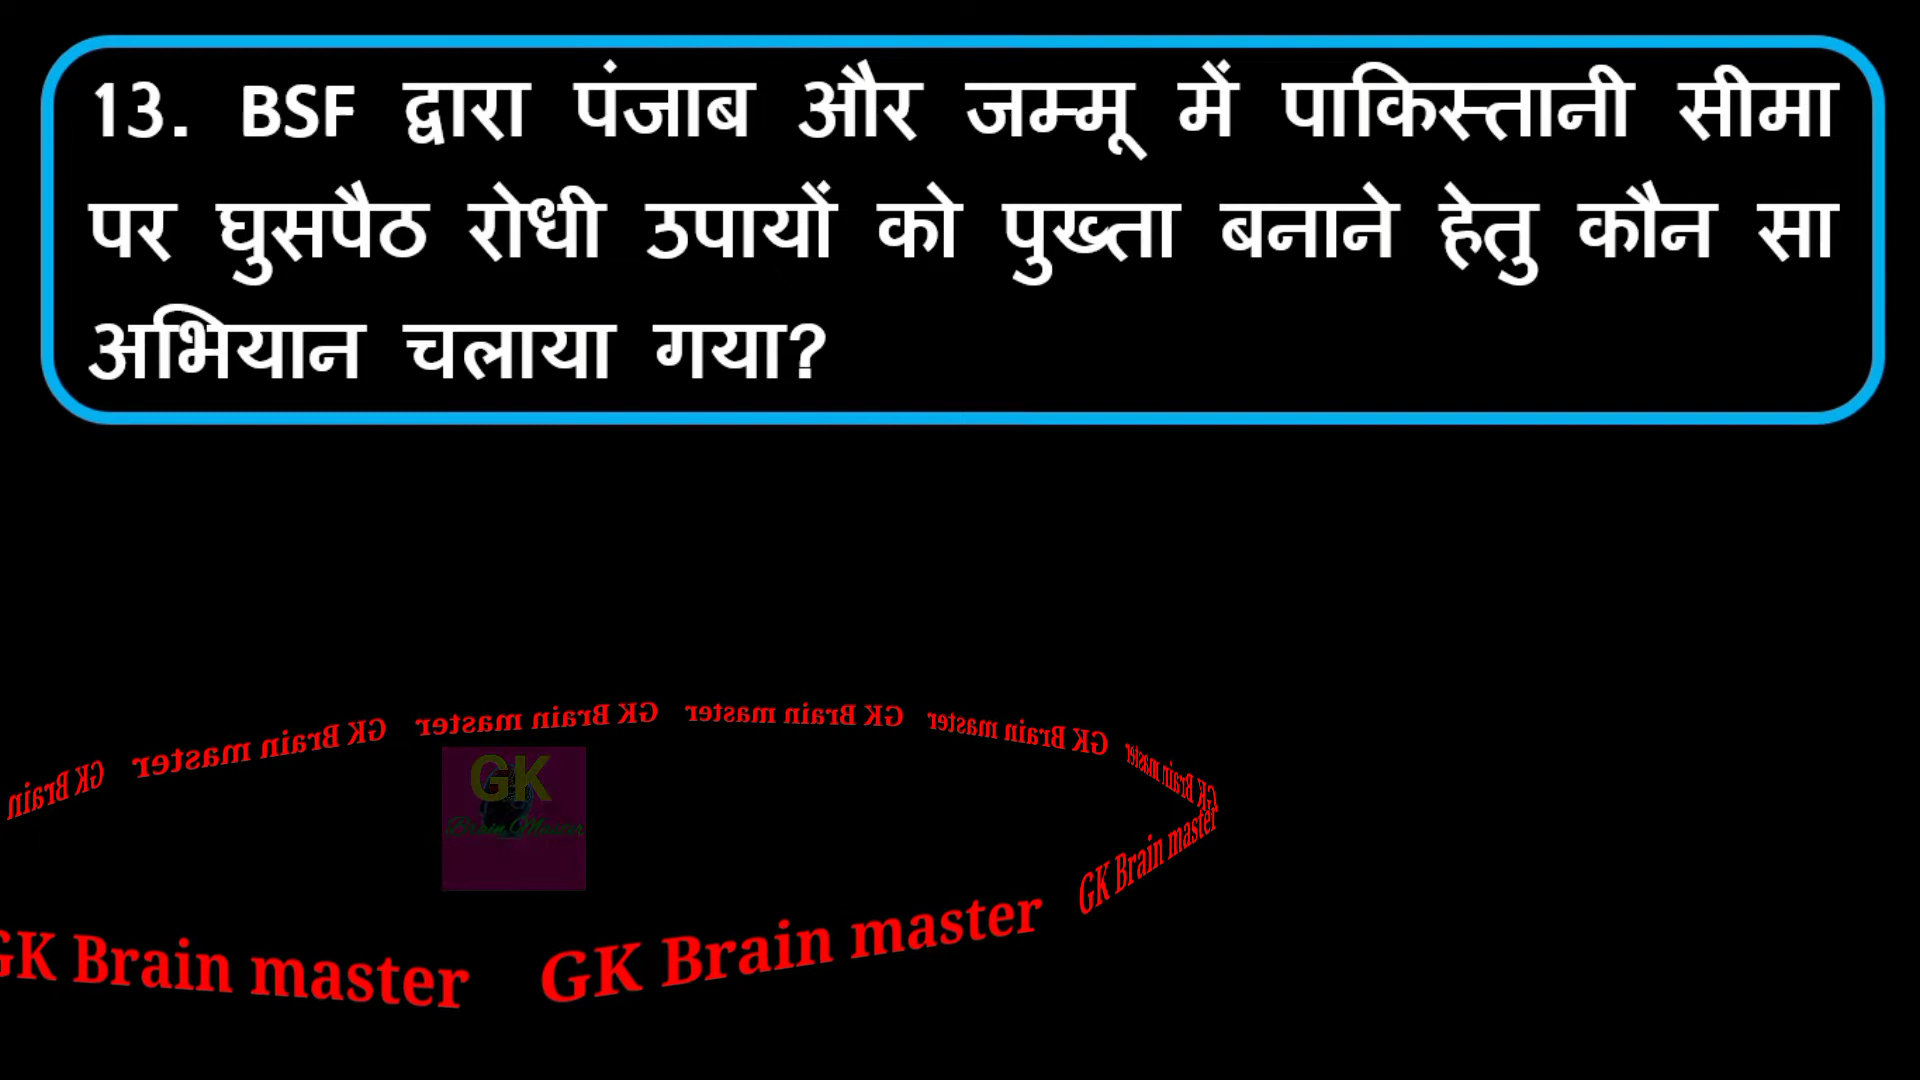 13. BSF द्वारा पंजाब और जम्मू में पाकिस्तानी सीमा
पर घुसपैठ रोधी उपायों को पुख्ता बनाने हेतु कौन सा
अभियान चलाया गया?
GK Brain GK Brain master GK Brain master GK Brain master GK Brain master GK Brain master
GK
Brain Master
GK Brain master GK Brain master GK Brain master